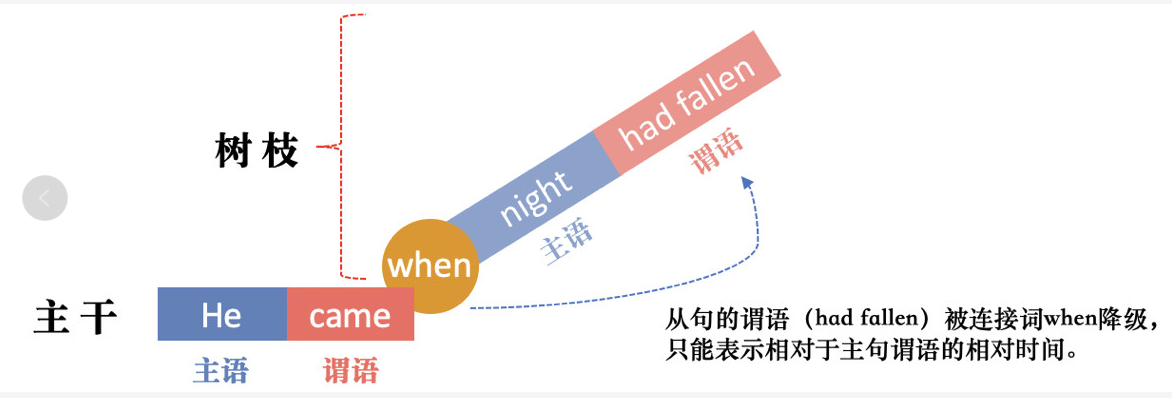 had fallen
谓语
树枝
night
主语
when
主干
He
came
主语
谓语
从句的谓语（had fallen）被连接词when降级，
只能表示相对于主句谓语的相对时间。